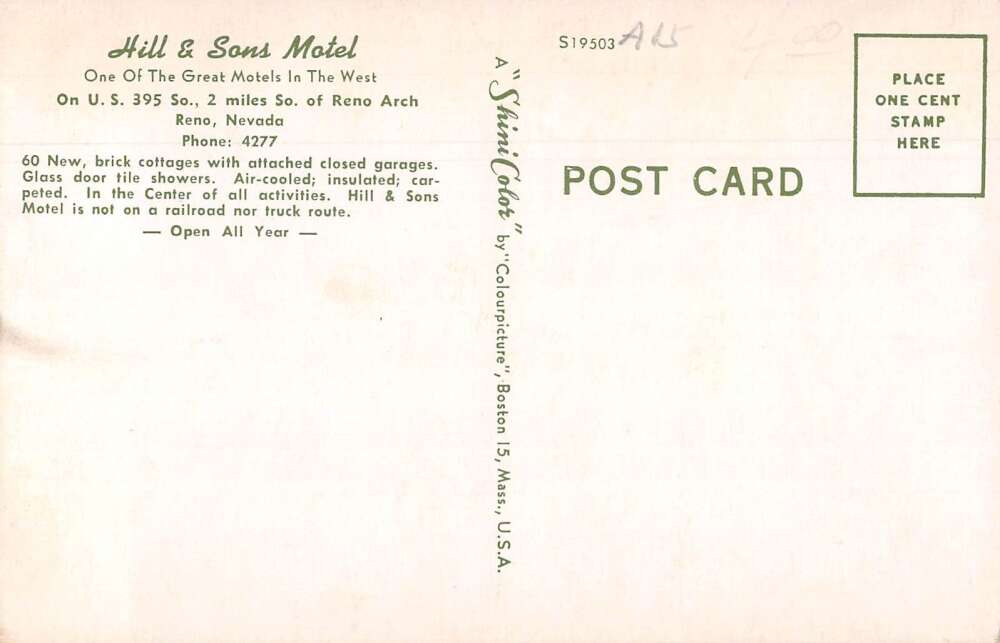 Hill & Sons Motel
One Of The Great Motels In The West
On U. S. 395 So., 2 miles So. of Reno Arch
Reno, Nevada
Phone: 4277
60 New, brick cottages with attached closed garages.
Glass door tile showers. Air-cooled; insulated; car-
peted. In the Center of all activities. Hill & Sons
Motel is not on a railroad nor truck route.
— Open All Year —
A "ShiniColor" by "Colourpicture", Boston 15, Mass., U.S.A.
S19503
POST CARD
PLACE
ONE CENT
STAMP
HERE